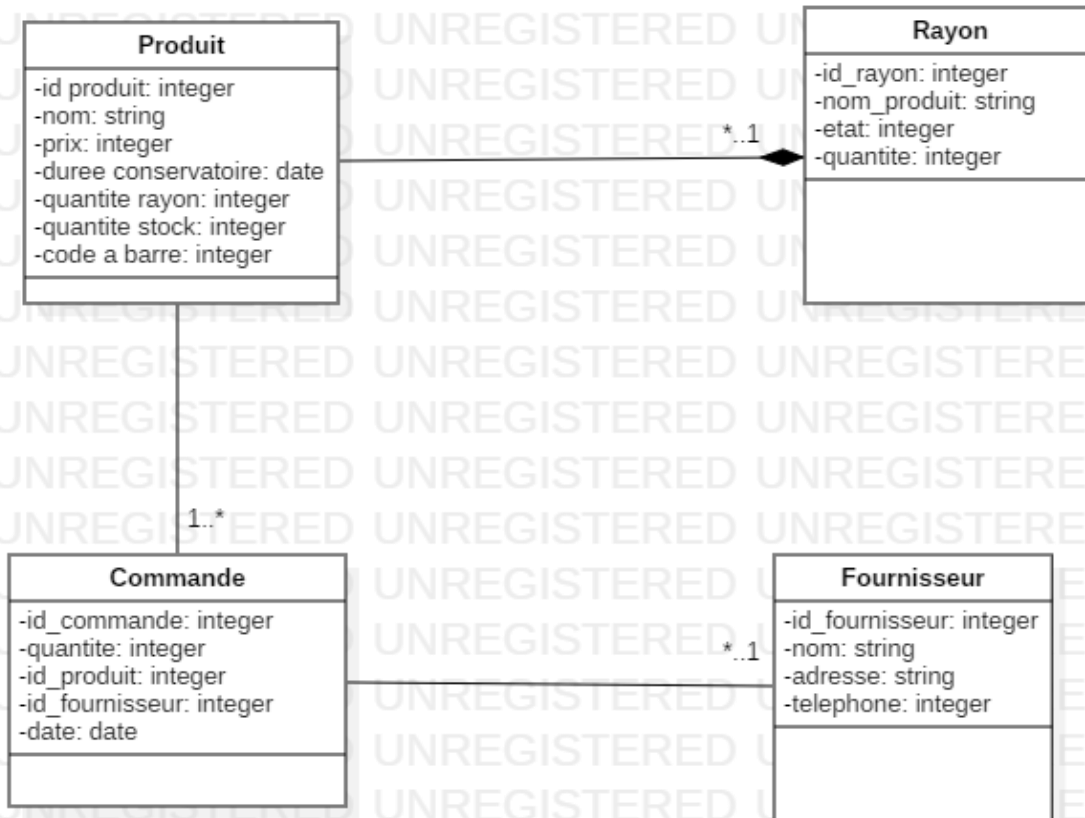 Produit
-id produit: integer
-nom: string
-prix: integer
-duree conservatoire: date
-quantite rayon: integer
-quantite stock: integer
-code a barre: integer
*..1
Rayon
-id_rayon: integer
-nom_produit: string
-etat: integer
-quantite: integer
1..*
Commande
-id_commande: integer
-quantite: integer
-id_produit: integer
-id_fournisseur: integer
-date: date
*..1
Fournisseur
-id_fournisseur: integer
-nom: string
-adresse: string
-telephone: integer
UNREGISTERED